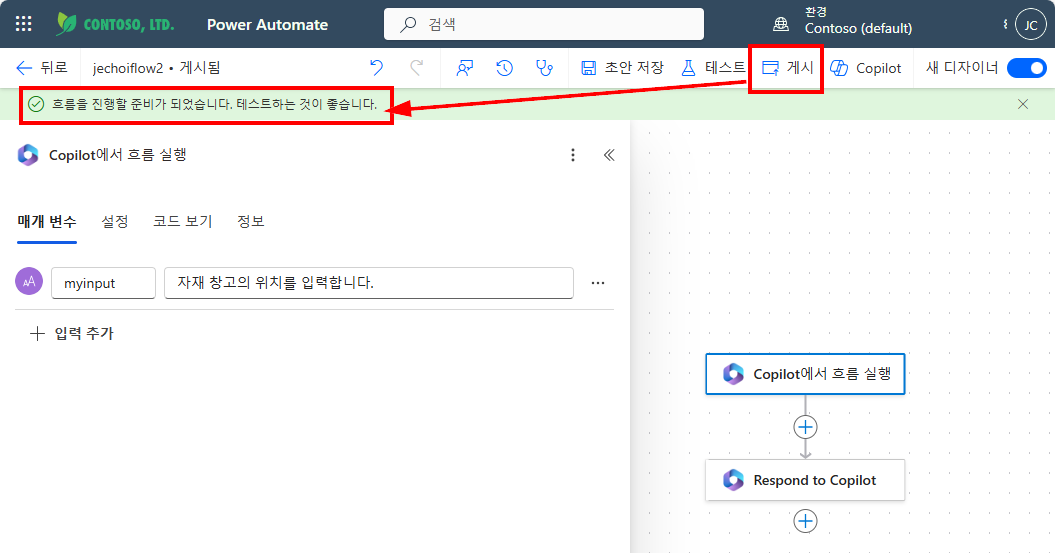 CONTOSO, LTD. Power Automate 검색 환경
Contoso (default) JC
뒤로 jechoiflow2 • 게시됨 초안 저장 테스트 게시 Copilot 새 디자이너
흐름을 진행할 준비가 되었습니다. 테스트하는 것이 좋습니다.
Copilot에서 흐름 실행
매개 변수 설정 코드 보기 정보
AA myinput 자재 창고의 위치를 입력합니다.
입력 추가
Copilot에서 흐름 실행
Respond to Copilot